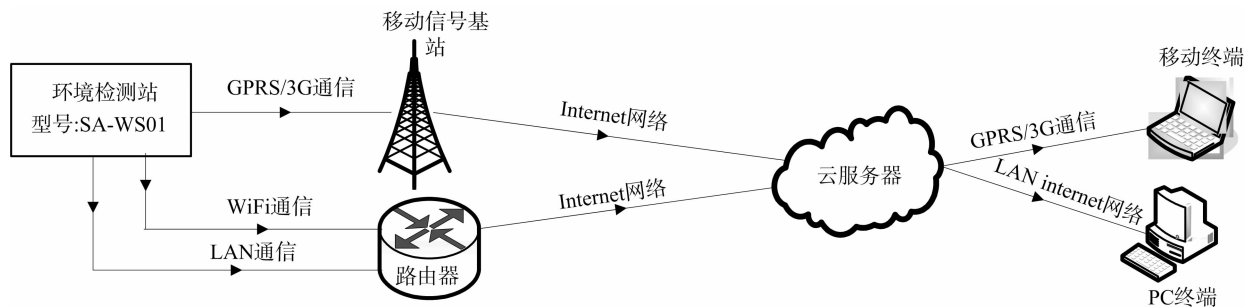 移动信号基
站
环境检测站
型号:SA-WS01
GPRS/3G通信
WiFi通信
LAN通信
路由器
Internet网络
Internet网络
云服务器
GPRS/3G通信
LAN internet网络
移动终端
PC终端